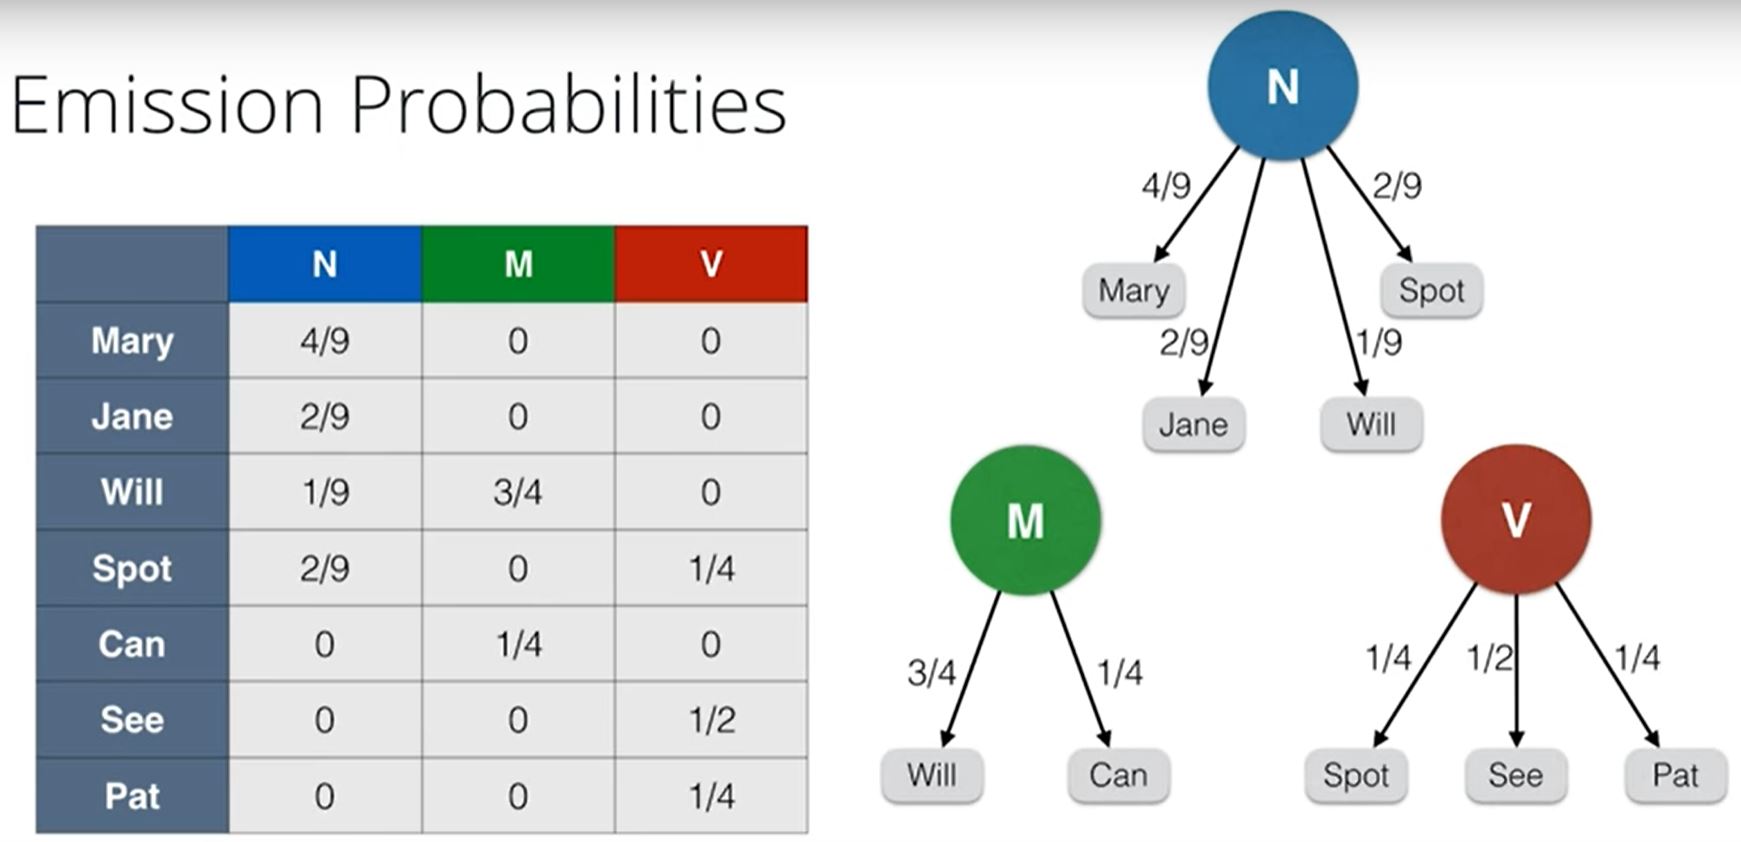 Emission Probabilities
N M V
Mary 4/9 0 0
Jane 2/9 0 0
Will 1/9 3/4 0
Spot 2/9 0 1/4
Can 0 1/4 0
See 0 0 1/2
Pat 0 0 1/4
N
4/9 2/9
Mary Spot
2/9 1/9
Jane Will
M V
3/4 1/4 1/4 1/2 1/4
Will Can Spot See Pat